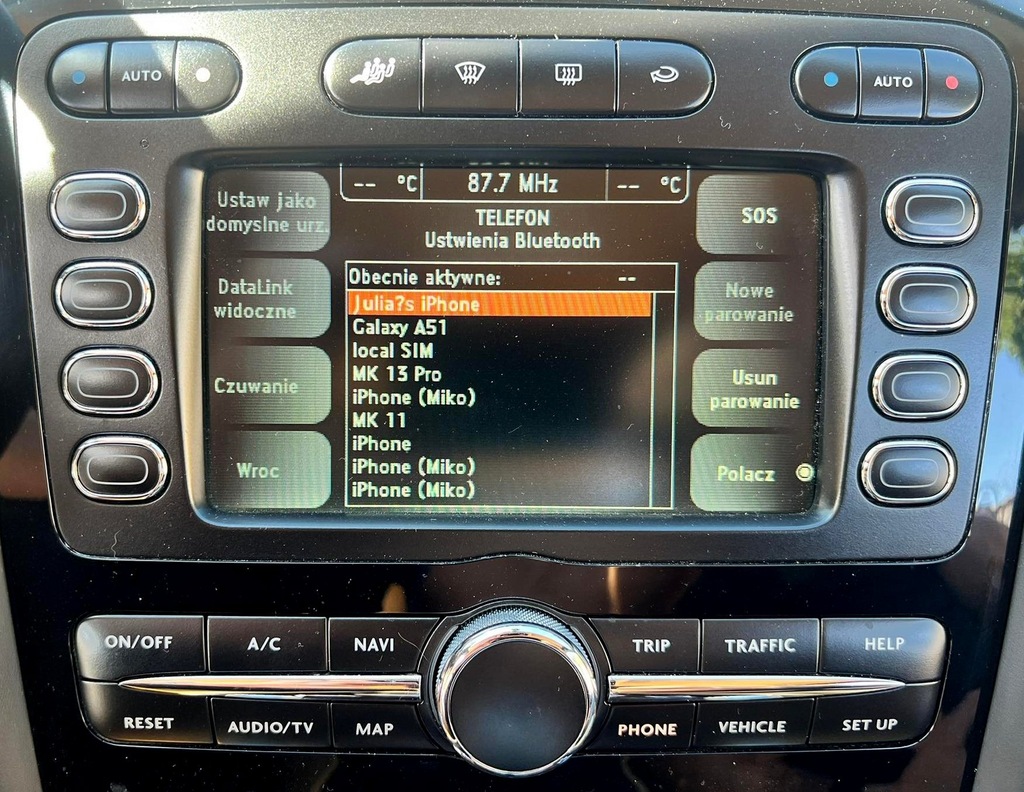 AUTO
AUTO
-- °C
87.7 MHz
-- °C
Ustaw jako
domyslne urz.
TELEFON
Ustwienia Bluetooth
SOS
DataLink
widoczne
Obecnie aktywne: --
Julia?s iPhone
Galaxy A51
local SIM
MK 13 Pro
iPhone (Miko)
MK 11
iPhone
iPhone (Miko)
iPhone (Miko)
Nowe
parowanie
Czuwanie
Usun
parowanie
Wroc
Polacz
ON/OFF
A/C
NAVI
TRIP
TRAFFIC
HELP
RESET
AUDIO/TV
MAP
PHONE
VEHICLE
SET UP